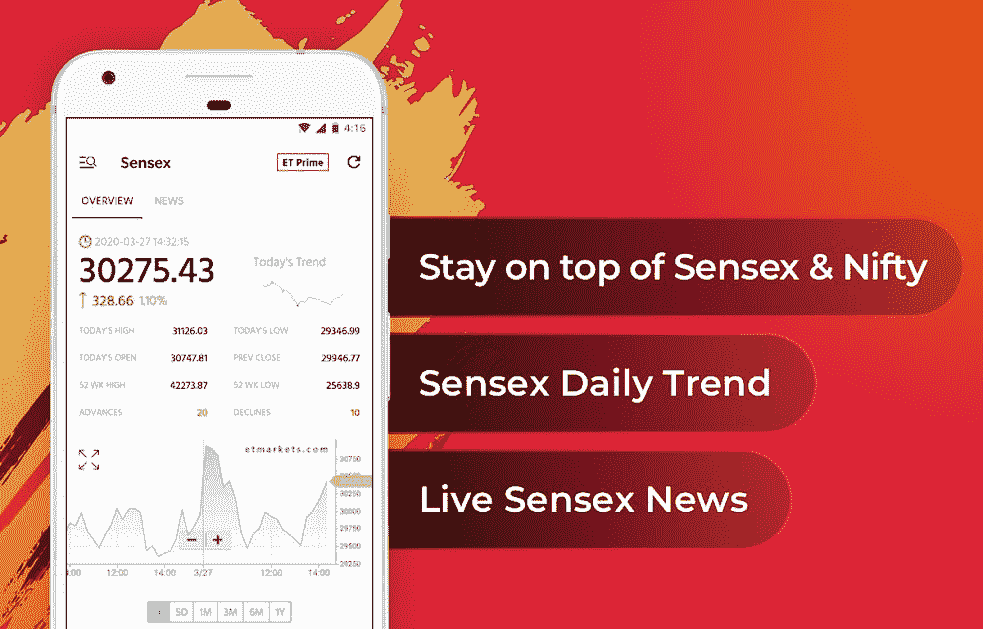 4:16
Sensex
ET Prime
OVERVIEW NEWS
2020-03-27 14:32:15
30275.43
Today's Trend
328.66 1.10%
TODAY'S HIGH 31126.03 TODAY'S LOW 29346.99
TODAY'S OPEN 30747.81 PREV CLOSE 29946.77
52 WK HIGH 42273.87 52 WK LOW 25638.9
ADVANCES 20 DECLINES 10
etmarkets.com
30750
30250
30000
29750
29500
29250
:00 12:00 14:00 3/27 12:00 14:00
5D 1M 3M 6M 1Y
Stay on top of Sensex & Nifty
Sensex Daily Trend
Live Sensex News